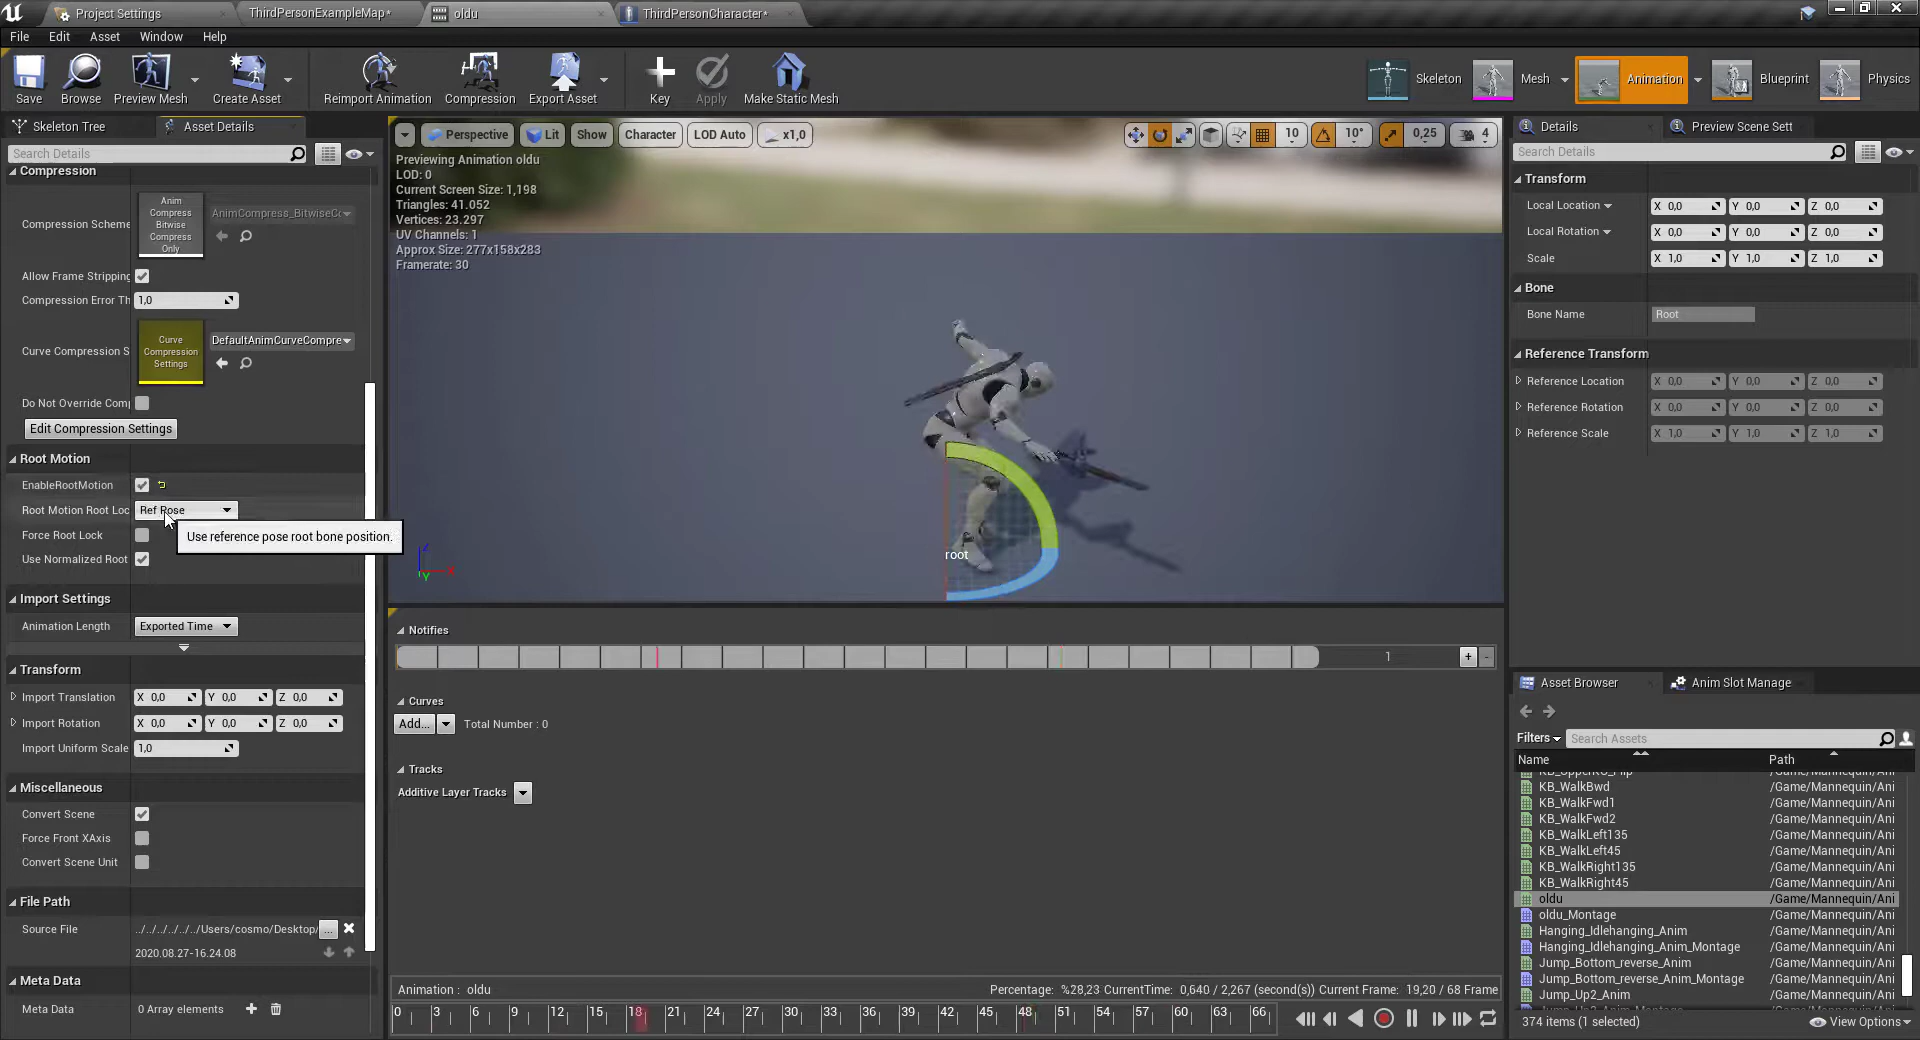 Project Settings
ThirdPersonExampleMap*
oldu
ThirdPersonCharacter*
File Edit Asset Window Help
Save
Browse
Preview Mesh
Create Asset
Reimport Animation
Compression
Export Asset
Key
Apply
Make Static Mesh
Skeleton
Mesh
Animation
Blueprint
Physics
Skeleton Tree
Asset Details
Search Details
Compression
Compression Scheme
Anim
Compress
Bitwise
Compress
Only
AnimCompress_BitwiseCo
Allow Frame Stripping
Compression Error Th 1,0
Curve Compression S
Curve
Compression
Settings
DefaultAnimCurveCompre
Do Not Override Comp
Edit Compression Settings
Root Motion
EnableRootMotion
Root Motion Root Loc Ref Pose
Use reference pose root bone position.
Force Root Lock
Use Normalized Root
Import Settings
Animation Length Exported Time
Transform
Import Translation X 0,0 Y 0,0 Z 0,0
Import Rotation X 0,0 Y 0,0 Z 0,0
Import Uniform Scale 1,0
Miscellaneous
Convert Scene
Force Front XAxis
Convert Scene Unit
File Path
Source File ../../../../../../Users/cosmo/Desktop/ ...
2020.08.27-16.24.08
Meta Data
Meta Data 0 Array elements
Perspective Lit Show Character LOD Auto x1,0
10 10° 0,25 4
Previewing Animation oldu
LOD: 0
Current Screen Size: 1,198
Triangles: 41.052
Vertices: 23.297
UV Channels: 1
Approx Size: 277x158x283
Framerate: 30
root
Z
X
Y
Notifies
1
+ -
Curves
Add... Total Number : 0
Tracks
Additive Layer Tracks
Animation : oldu Percentage: %28,23 CurrentTime: 0,640 / 2,267 (second(s)) Current Frame: 19,20 / 68 Frame
0 3 6 9 12 15 18 21 24 27 30 33 36 39 42 45 48 51 54 57 60 63 66
Details
Preview Scene Sett
Search Details
Transform
Local Location X 0,0 Y 0,0 Z 0,0
Local Rotation X 0,0 Y 0,0 Z 0,0
Scale X 1,0 Y 1,0 Z 1,0
Bone
Bone Name Root
Reference Transform
Reference Location X 0,0 Y 0,0 Z 0,0
Reference Rotation X 0,0 Y 0,0 Z 0,0
Reference Scale X 1,0 Y 1,0 Z 1,0
Asset Browser
Anim Slot Manage
Filters Search Assets
Name Path
KB_UpperKO_Flip /Game/Mannequin/Ani
KB_WalkBwd /Game/Mannequin/Ani
KB_WalkFwd1 /Game/Mannequin/Ani
KB_WalkFwd2 /Game/Mannequin/Ani
KB_WalkLeft135 /Game/Mannequin/Ani
KB_WalkLeft45 /Game/Mannequin/Ani
KB_WalkRight135 /Game/Mannequin/Ani
KB_WalkRight45 /Game/Mannequin/Ani
oldu /Game/Mannequin/Ani
oldu_Montage /Game/Mannequin/Ani
Hanging_Idlehanging_Anim /Game/Mannequin/Ani
Hanging_Idlehanging_Anim_Montage /Game/Mannequin/Ani
Jump_Bottom_reverse_Anim /Game/Mannequin/Ani
Jump_Bottom_reverse_Anim_Montage /Game/Mannequin/Ani
Jump_Up2_Anim /Game/Mannequin/Ani
374 items (1 selected) View Options